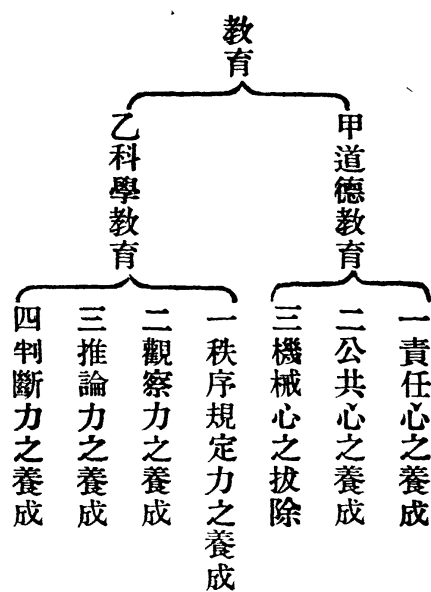 教育
甲道德教育
一責任心之養成
二公共心之養成
三機械心之拔除
乙科學教育
一秩序規定力之養成
二觀察力之養成
三推論力之養成
四判斷力之養成